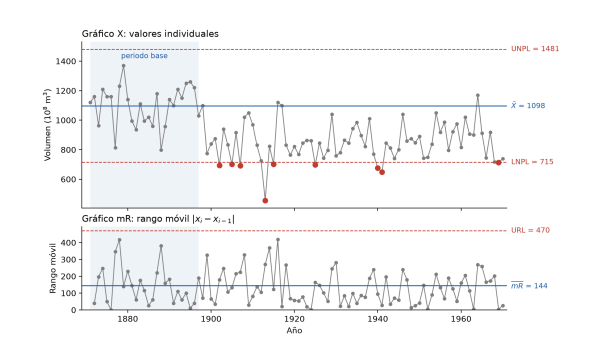 Gráfico X: valores individuales
periodo base
UNPL = 1481
1400
1200
X̄ = 1098
1000
800
LNPL = 715
600
Volumen (10⁸ m³)
Gráfico mR: rango móvil |xᵢ − xᵢ₋₁|
URL = 470
400
300
200
m̅R̅ = 144
100
0
Rango móvil
1880
1900
1920
1940
1960
Año